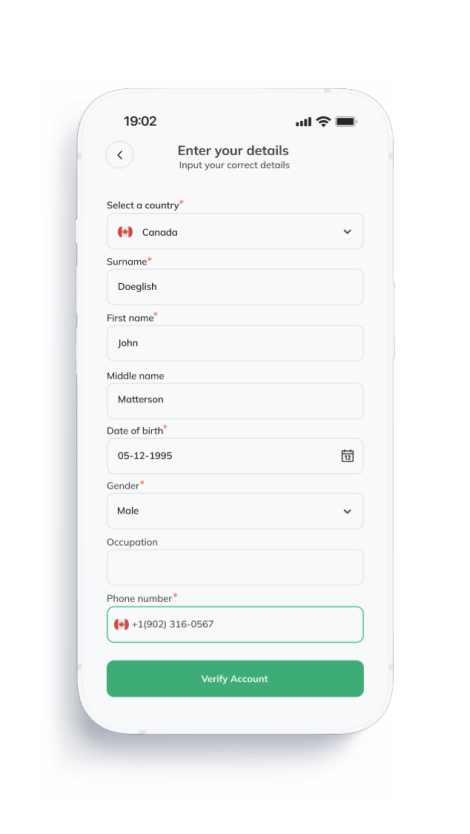 19:02
Enter your details
Input your correct details
Select a country*
Canada
Surname*
Doeglish
First name*
John
Middle name
Matterson
Date of birth*
05-12-1995
12
Gender*
Male
Occupation
Phone number*
+1(902) 316-0567
Verify Account